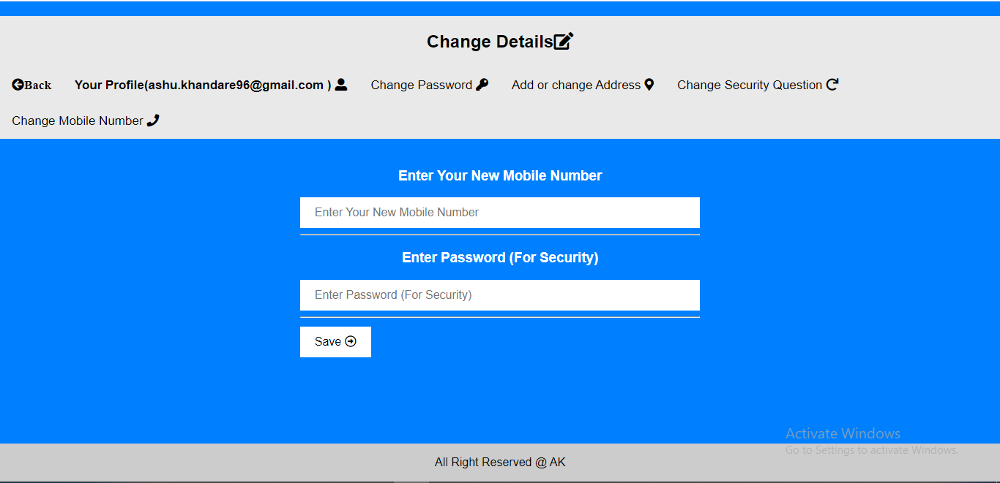 Change Details
Back Your Profile(ashu.khandare96@gmail.com ) Change Password Add or change Address Change Security Question
Change Mobile Number
Enter Your New Mobile Number
Enter Your New Mobile Number
Enter Password (For Security)
Enter Password (For Security)
Save
Activate Windows
Go to Settings to activate Windows.
All Right Reserved @ AK